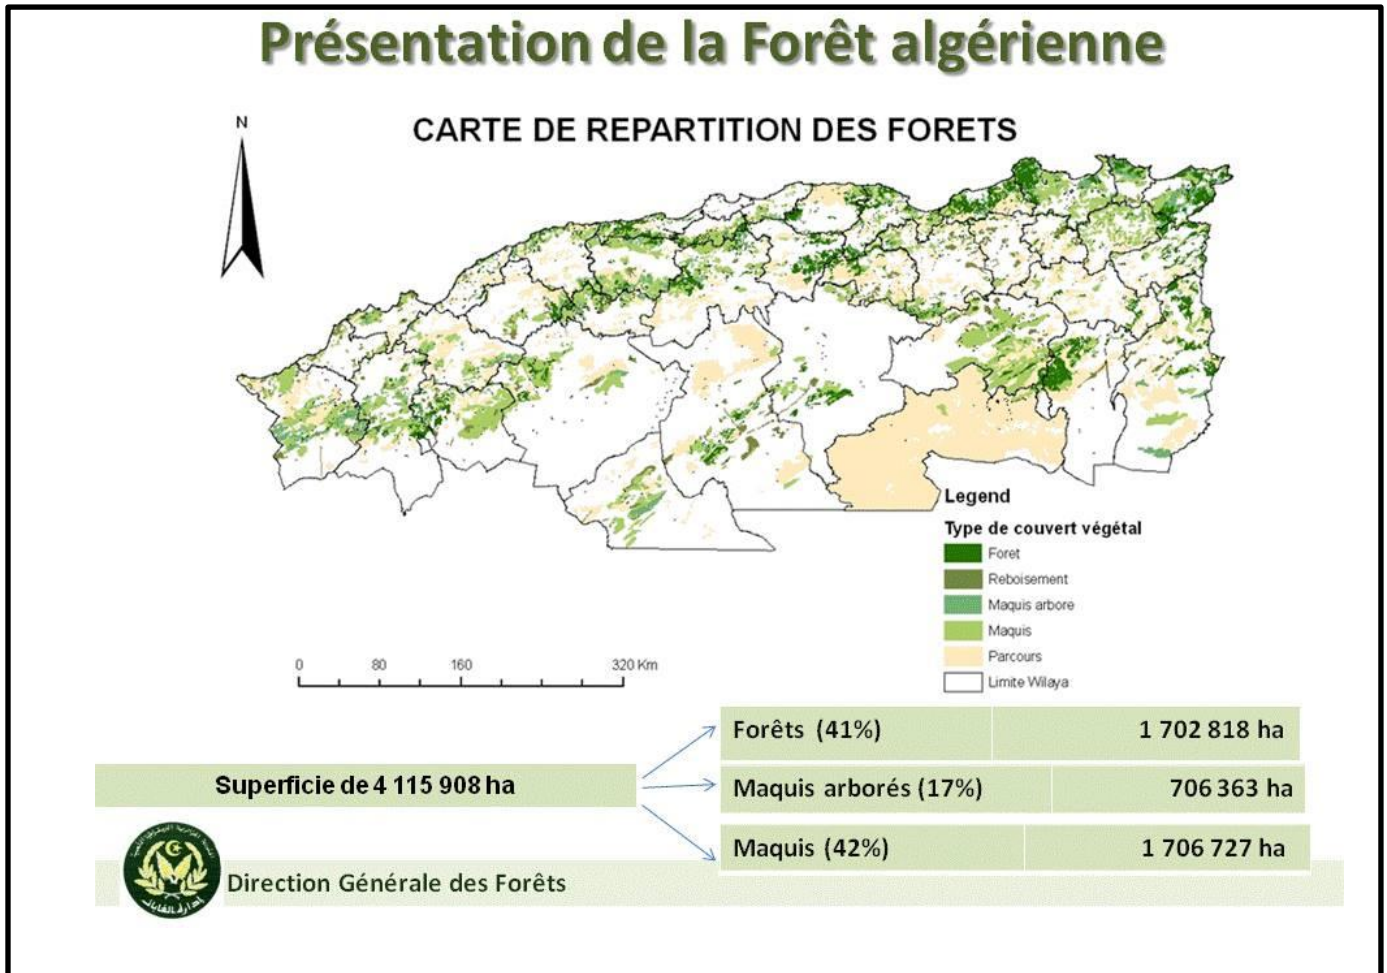 Présentation de la Forêt algérienne
N
CARTE DE REPARTITION DES FORETS
Legend
Type de couvert végétal
Foret
Reboisement
Maquis arbore
Maquis
Parcours
Limite Wilaya
0 80 160 320 Km
Superficie de 4 115 908 ha
Forêts (41%) 1 702 818 ha
Maquis arborés (17%) 706 363 ha
Maquis (42%) 1 706 727 ha
Direction Générale des Forêts